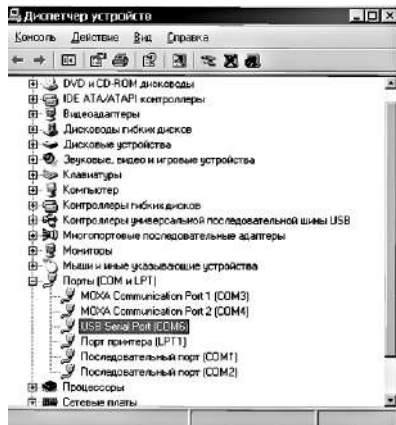 Диспетчер устройств
Консоль Действие Вид Справка
DVD и CD-ROM дисководы
IDE ATA/ATAPI контроллеры
Видеоадаптеры
Дисководы гибких дисков
Дисковые устройства
Звуковые, видео и игровые устройства
Клавиатуры
Компьютер
Контроллеры гибких дисков
Контроллеры универсальной последовательной шины USB
Многопортовые последовательные адаптеры
Мониторы
Мыши и иные указывающие устройства
Порты (COM и LPT)
MOXA Communication Port 1 (COM3)
MOXA Communication Port 2 (COM4)
USB Serial Port (COM6)
Порт принтера (LPT1)
Последовательный порт (COM1)
Последовательный порт (COM2)
Процессоры
Сетевые платы